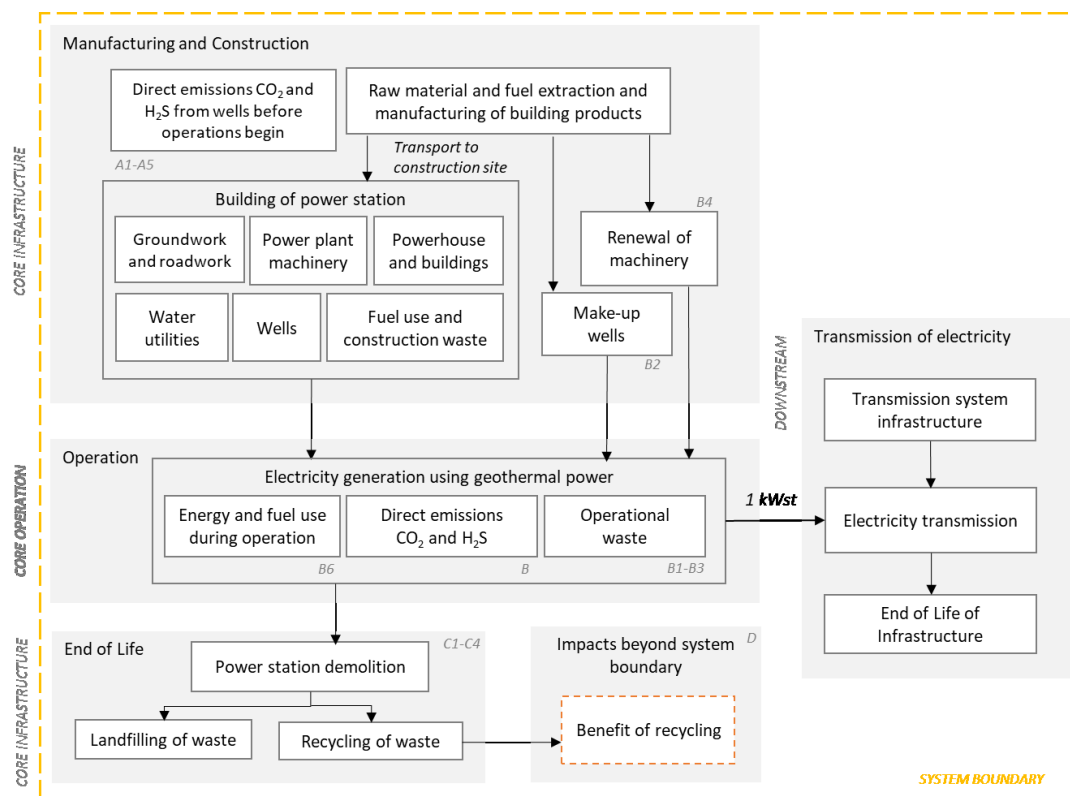 CORE INFRASTRUCTURE
Manufacturing and Construction
Direct emissions CO₂ and
H₂S from wells before
operations begin
Raw material and fuel extraction and
manufacturing of building products
A1-A5
Transport to
construction site
Building of power station
Groundwork
and roadwork
Power plant
machinery
Powerhouse
and buildings
Water
utilities
Wells
Fuel use and
construction waste
B4
Renewal of
machinery
Make-up
wells
B2
CORE OPERATION
Operation
Electricity generation using geothermal power
Energy and fuel use
during operation
Direct emissions
CO₂ and H₂S
Operational
waste
B6
B
B1-B3
1 kWst
DOWNSTREAM
Transmission of electricity
Transmission system
infrastructure
Electricity transmission
End of Life of
Infrastructure
CORE INFRASTRUCTURE
End of Life
C1-C4
Power station demolition
Landfilling of waste
Recycling of waste
Impacts beyond system
boundary
D
Benefit of recycling
SYSTEM BOUNDARY